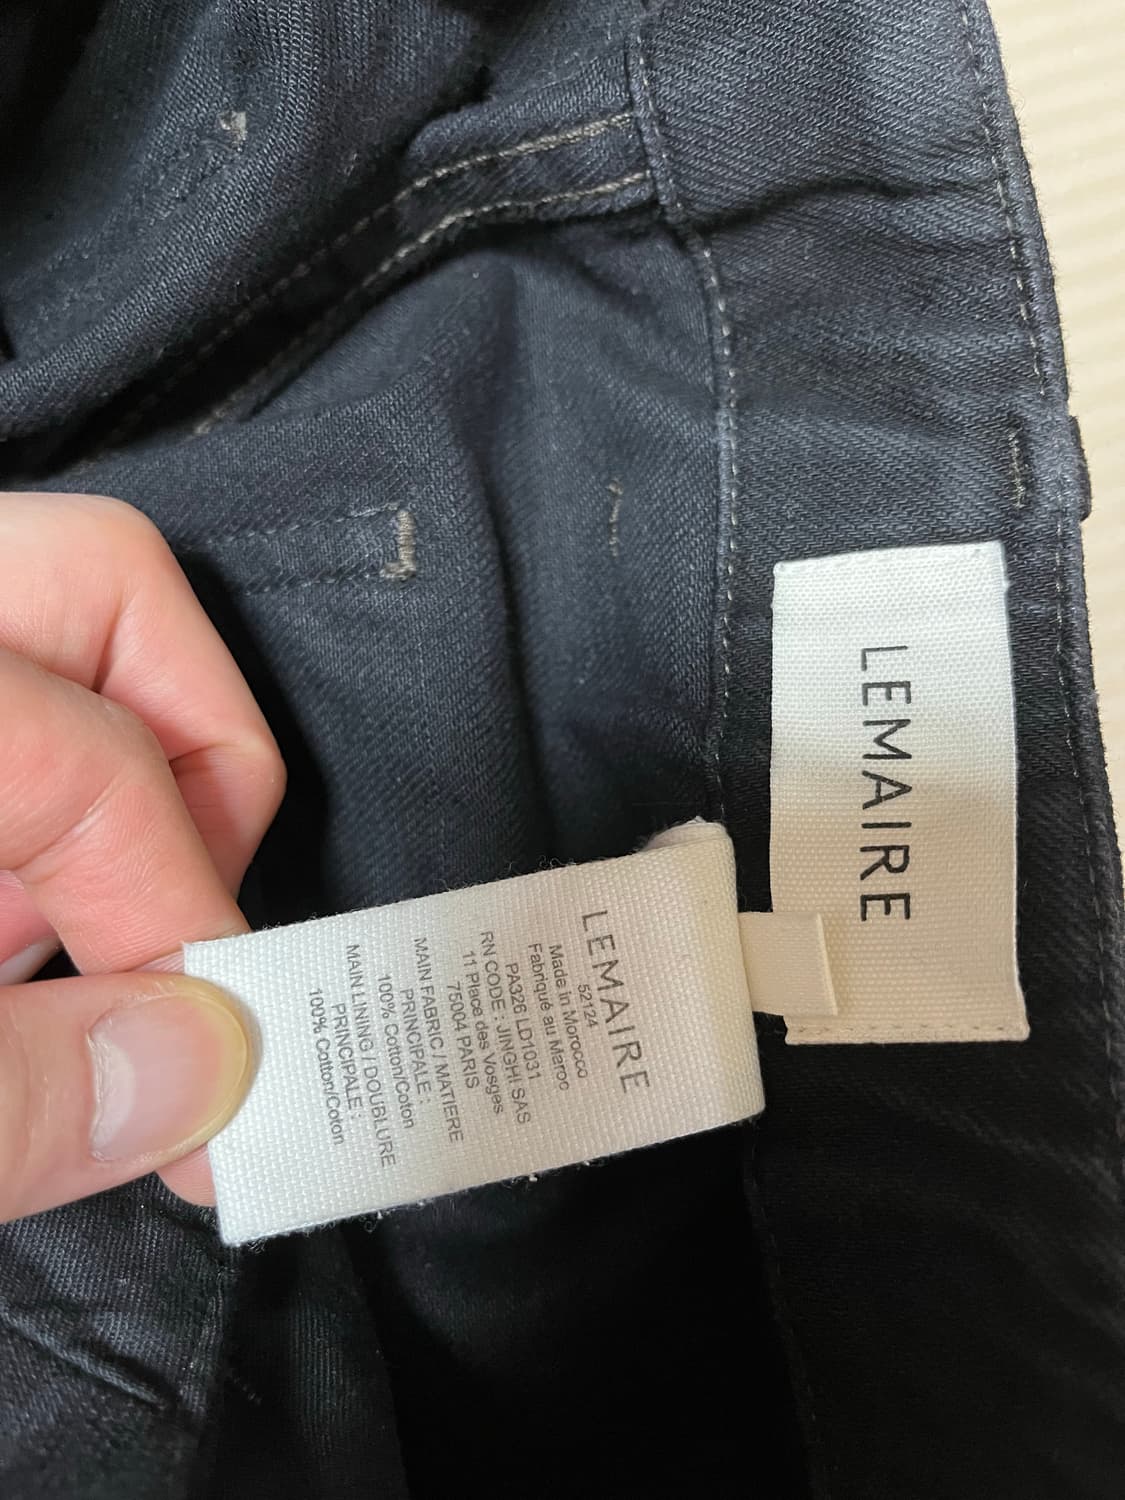 LEMAIRE
LEMAIRE
Made in Morocco
52124
Fabriqué au Maroc
PA326 LD1031
RN CODE : JINGHI SAS
11 Place des Vosges
75004 PARIS
MAIN FABRIC / MATIERE
PRINCIPALE :
100% Cotton/Coton
MAIN LINING / DOUBLURE
PRINCIPALE :
100% Cotton/Coton